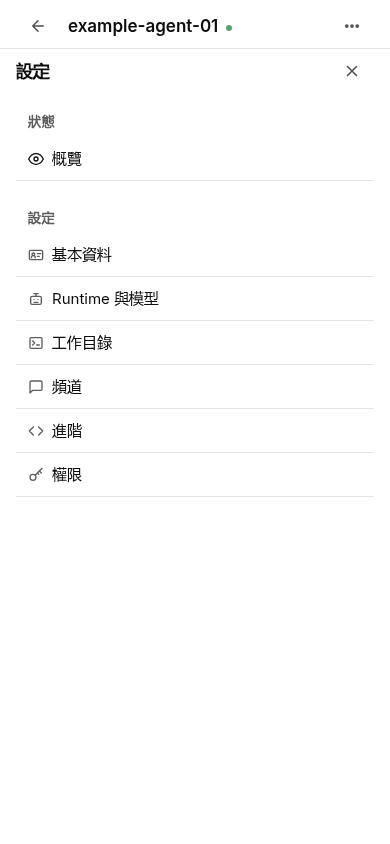 example-agent-01
設定
狀態
概覽
設定
基本資料
Runtime 與模型
工作目錄
頻道
進階
權限